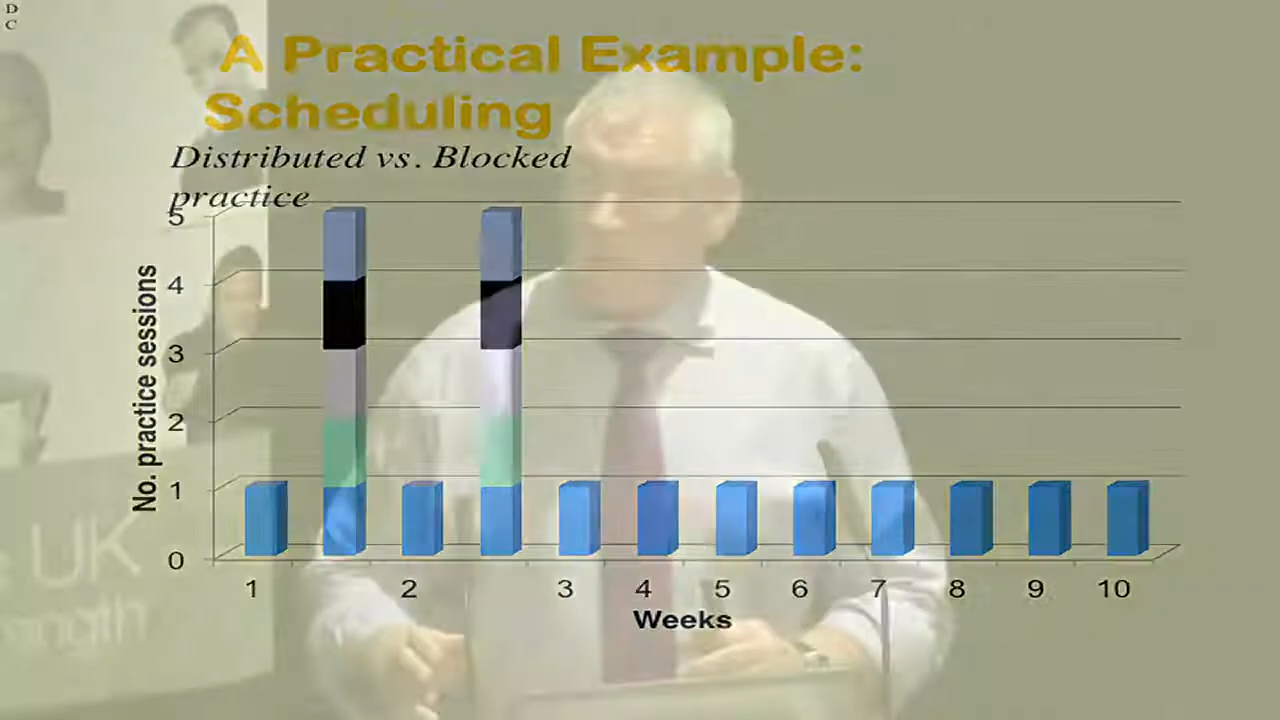 D
C
A Practical Example:
Scheduling
Distributed vs. Blocked
practice
No. practice sessions
5
4
3
2
1
0
1 2 3 4 5 6 7 8 9 10
Weeks
UK